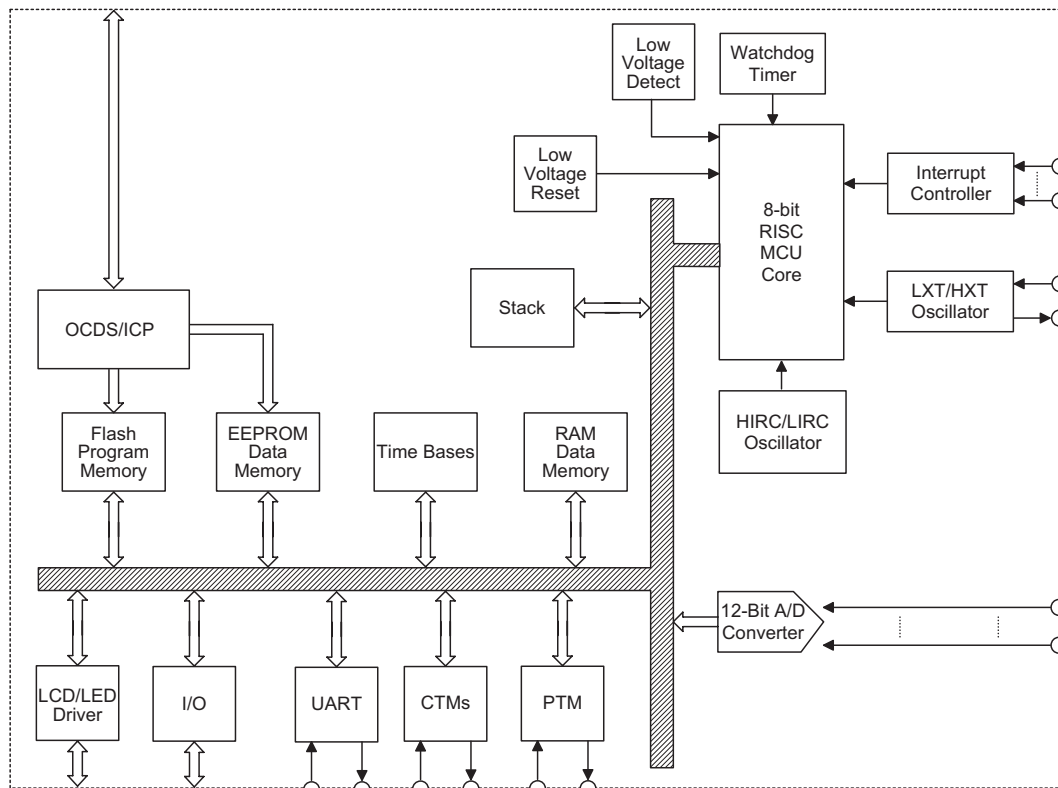 Low
Voltage
Detect
Watchdog
Timer
Low
Voltage
Reset
8-bit
RISC
MCU
Core
Interrupt
Controller
LXT/HXT
Oscillator
HIRC/LIRC
Oscillator
Stack
OCDS/ICP
Flash
Program
Memory
EEPROM
Data
Memory
Time Bases
RAM
Data
Memory
12-Bit A/D
Converter
LCD/LED
Driver
I/O
UART
CTMs
PTM